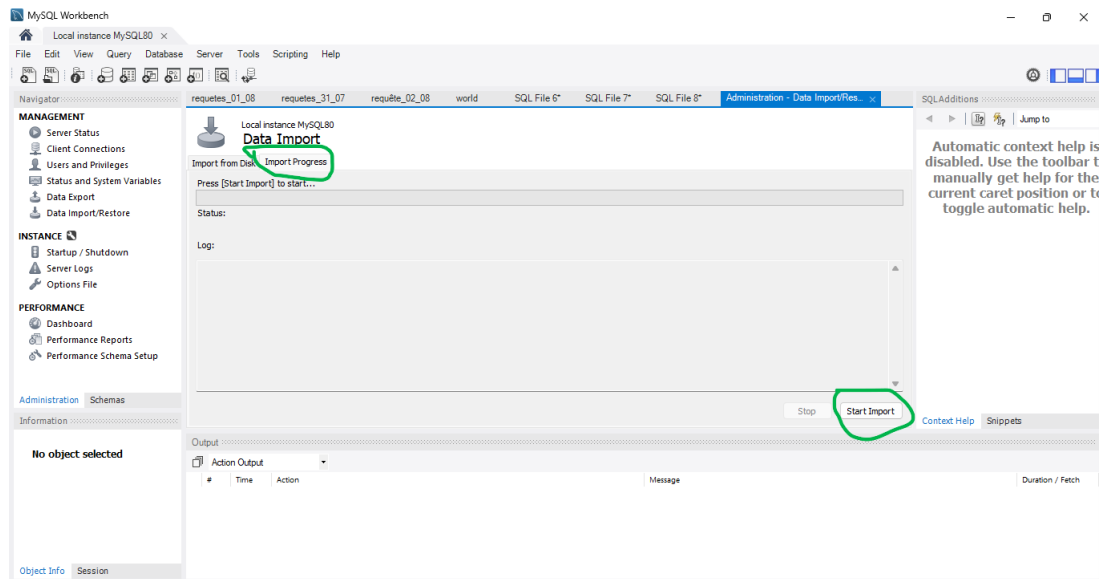 MySQL Workbench
Local instance MySQL80 ×
File Edit View Query Database Server Tools Scripting Help
Navigator
MANAGEMENT
Server Status
Client Connections
Users and Privileges
Status and System Variables
Data Export
Data Import/Restore
INSTANCE
Startup / Shutdown
Server Logs
Options File
PERFORMANCE
Dashboard
Performance Reports
Performance Schema Setup
Administration Schemas
Information
No object selected
Object Info Session
requetes_01_08 requetes_31_07 requête_02_08 world SQL File 6* SQL File 7* SQL File 8* Administration - Data Import/Res... ×
Local instance MySQL80
Data Import
Import from Disk Import Progress
Press [Start Import] to start...
Status:
Log:
Stop Start Import
Output
Action Output
# Time Action Message Duration / Fetch
SQLAdditions
Jump to
Automatic context help is
disabled. Use the toolbar t
manually get help for the
current caret position or to
toggle automatic help.
Context Help Snippets